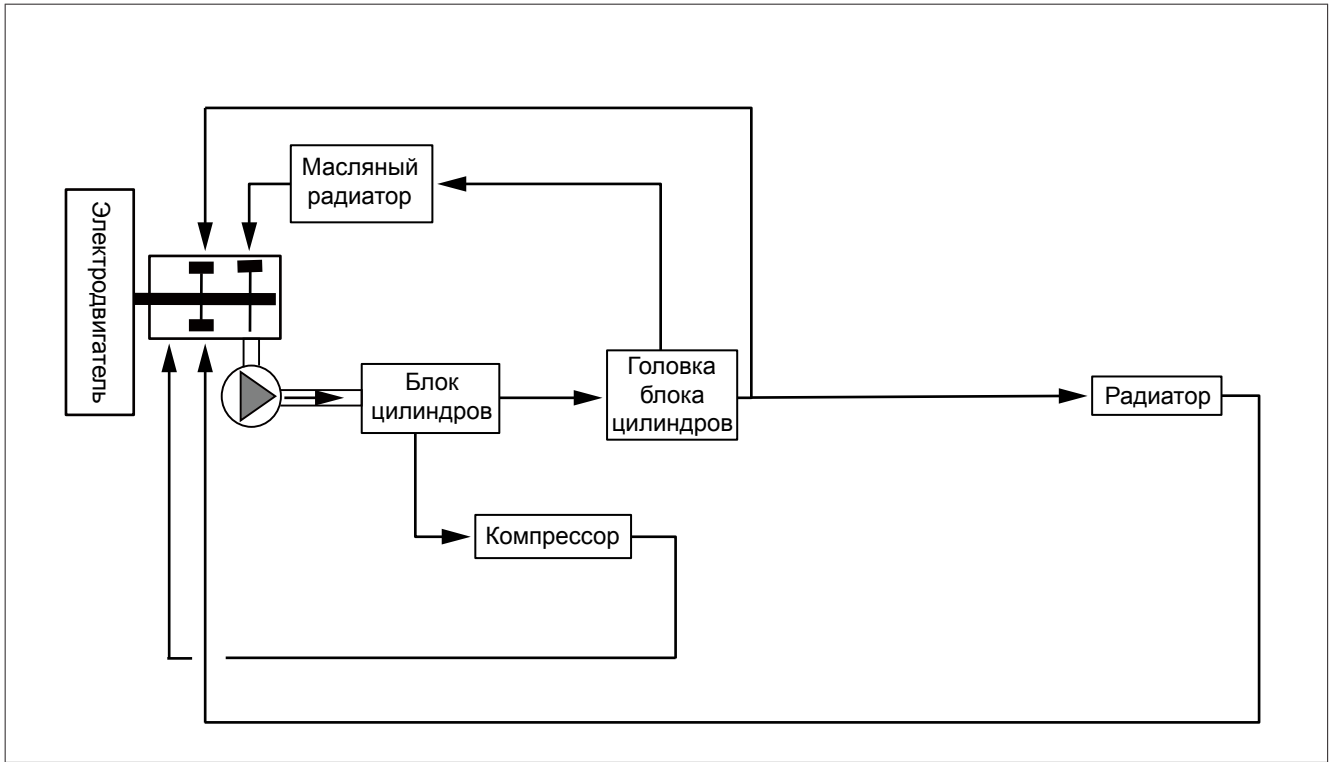 Масляный
радиатор
Электродвигатель
Блок
цилиндров
Головка
блока
цилиндров
Радиатор
Компрессор